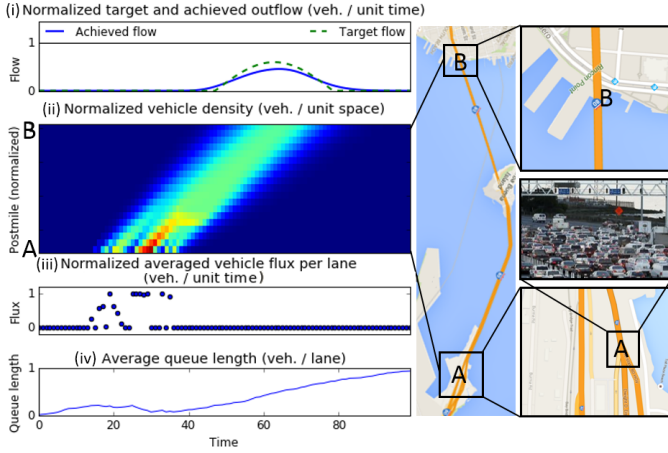 (i) Normalized target and achieved outflow (veh. / unit time)
Achieved flow
Target flow
Flow
1
0
(ii) Normalized vehicle density (veh. / unit space)
Postmile (normalized)
B
A
(iii) Normalized averaged vehicle flux per lane
(veh. / unit time)
Flux
1
0
(iv) Average queue length (veh. / lane)
Queue length
1
0
0 20 40 60 80
Time
B
A
Rincon Point
B
A